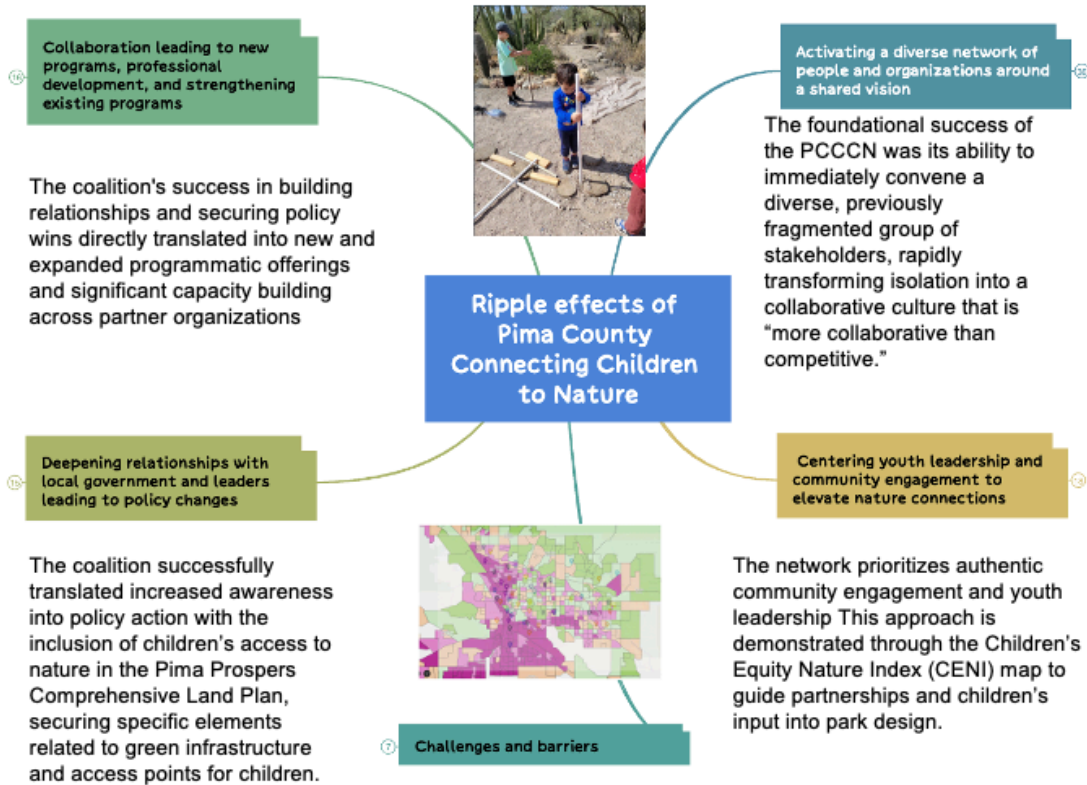 Collaboration leading to new
programs, professional
development, and strengthening
existing programs
16
The coalition's success in building
relationships and securing policy
wins directly translated into new and
expanded programmatic offerings
and significant capacity building
across partner organizations
Activating a diverse network of
people and organizations around
a shared vision
The foundational success of
the PCCCN was its ability to
immediately convene a
diverse, previously
fragmented group of
stakeholders, rapidly
transforming isolation into a
collaborative culture that is
“more collaborative than
competitive.”
Ripple effects of
Pima County
Connecting Children
to Nature
Deepening relationships with
local government and leaders
leading to policy changes
15
The coalition successfully
translated increased awareness
into policy action with the
inclusion of children’s access to
nature in the Pima Prospers
Comprehensive Land Plan,
securing specific elements
related to green infrastructure
and access points for children.
Centering youth leadership and
community engagement to
elevate nature connections
The network prioritizes authentic
community engagement and youth
leadership This approach is
demonstrated through the Children’s
Equity Nature Index (CENI) map to
guide partnerships and children’s
input into park design.
7
Challenges and barriers